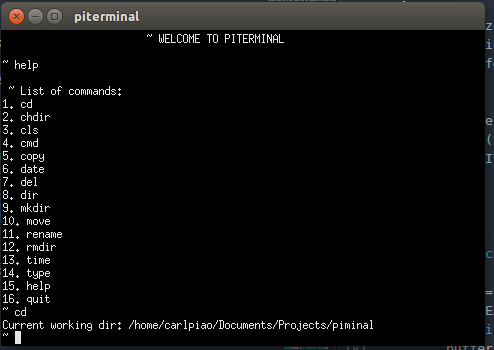 piterminal
~ WELCOME TO PITERMINAL
~ help
~ List of commands:
1. cd
2. chdir
3. cls
4. cmd
5. copy
6. date
7. del
8. dir
9. mkdir
10. move
11. rename
12. rmdir
13. time
14. type
15. help
16. quit
~ cd
Current working dir: /home/carlpiao/Documents/Projects/piminal
~